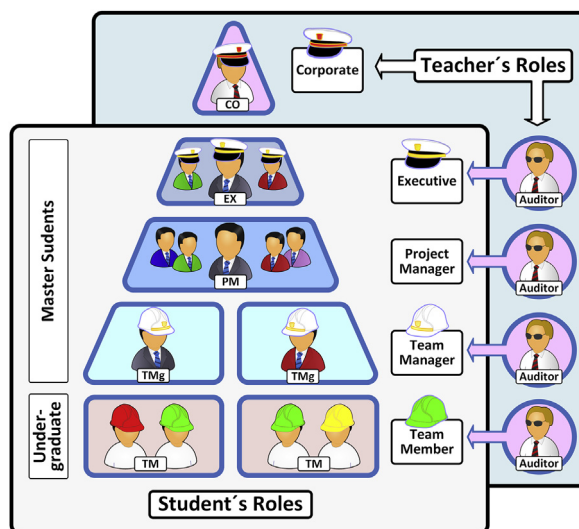 CO
Corporate
Teacher´s Roles
Master Sudents
EX
Executive
Auditor
PM
Project
Manager
Auditor
TMg
TMg
Team
Manager
Auditor
Under-
graduate
TM
TM
Team
Member
Auditor
Student´s Roles